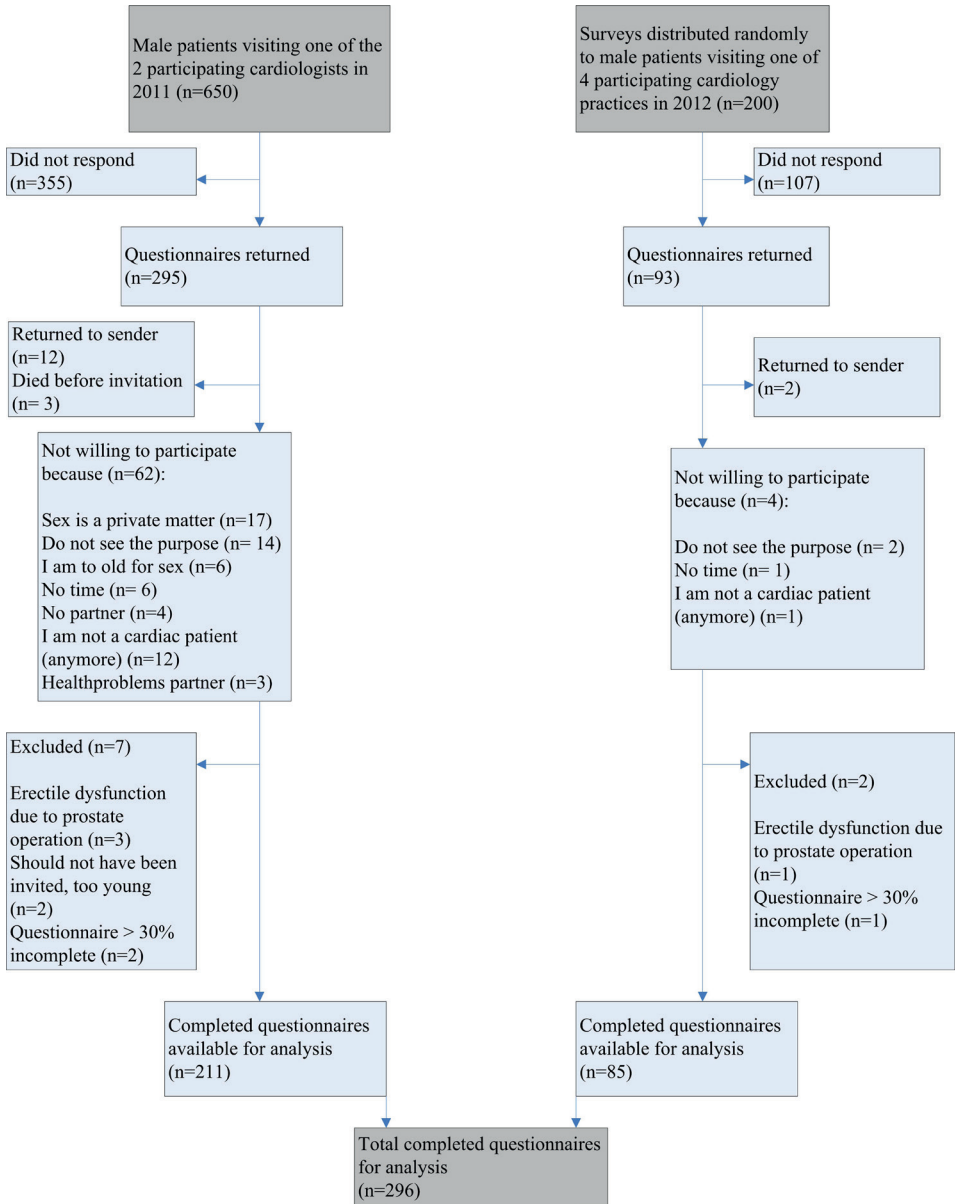 Male patients visiting one of the
2 participating cardiologists in
2011 (n=650)
Surveys distributed randomly
to male patients visiting one of
4 participating cardiology
practices in 2012 (n=200)
Did not respond
(n=355)
Did not respond
(n=107)
Questionnaires returned
(n=295)
Questionnaires returned
(n=93)
Returned to sender
(n=12)
Died before invitation
(n= 3)
Returned to sender
(n=2)
Not willing to participate
because (n=62):
Sex is a private matter (n=17)
Do not see the purpose (n= 14)
I am to old for sex (n=6)
No time (n= 6)
No partner (n=4)
I am not a cardiac patient
(anymore) (n=12)
Healthproblems partner (n=3)
Not willing to participate
because (n=4):
Do not see the purpose (n= 2)
No time (n= 1)
I am not a cardiac patient
(anymore) (n=1)
Excluded (n=7)
Erectile dysfunction
due to prostate
operation (n=3)
Should not have been
invited, too young
(n=2)
Questionnaire > 30%
incomplete (n=2)
Excluded (n=2)
Erectile dysfunction due
to prostate operation
(n=1)
Questionnaire > 30%
incomplete (n=1)
Completed questionnaires
available for analysis
(n=211)
Completed questionnaires
available for analysis
(n=85)
Total completed questionnaires
for analysis
(n=296)